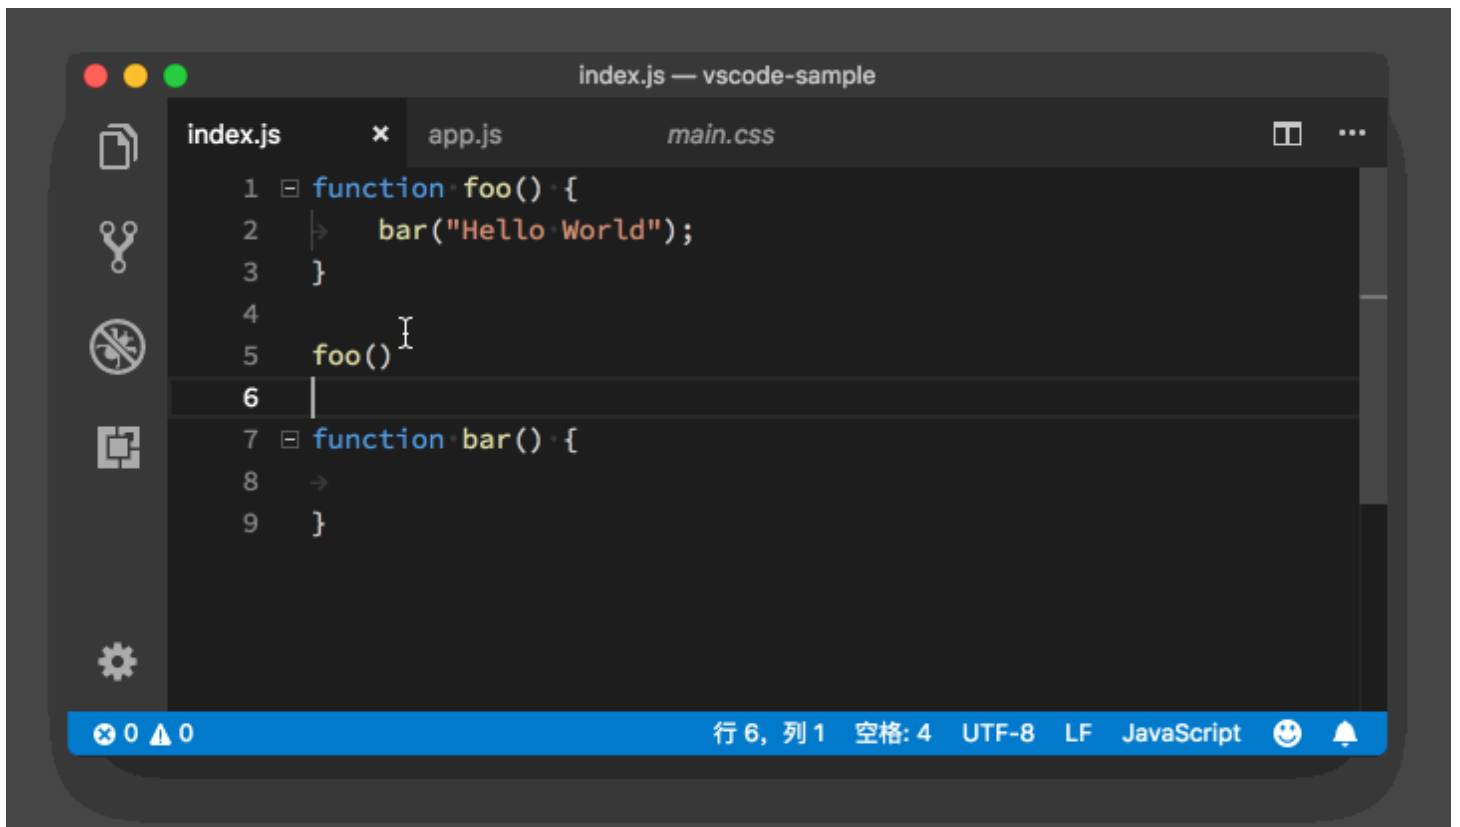 index.js — vscode-sample
index.js app.js main.css
1 function foo() {
2 bar("Hello World");
3 }
4
5 foo()
6
7 function bar() {
8
9 }
0 0 行 6，列 1 空格: 4 UTF-8 LF JavaScript